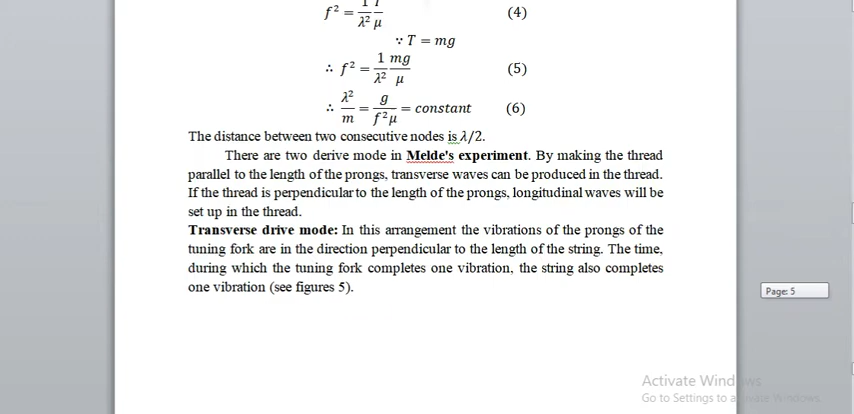 f² = 1/λ² T/μ (4)
∵ T = mg
∴ f² = 1/λ² mg/μ (5)
∴ λ²/m = g/f²μ = constant (6)
The distance between two consecutive nodes is λ/2.
There are two derive mode in Melde's experiment. By making the thread
parallel to the length of the prongs, transverse waves can be produced in the thread.
If the thread is perpendicular to the length of the prongs, longitudinal waves will be
set up in the thread.
Transverse drive mode: In this arrangement the vibrations of the prongs of the
tuning fork are in the direction perpendicular to the length of the string. The time,
during which the tuning fork completes one vibration, the string also completes
one vibration (see figures 5).
Page: 5
Activate Windows
Go to Settings to activate Windows.